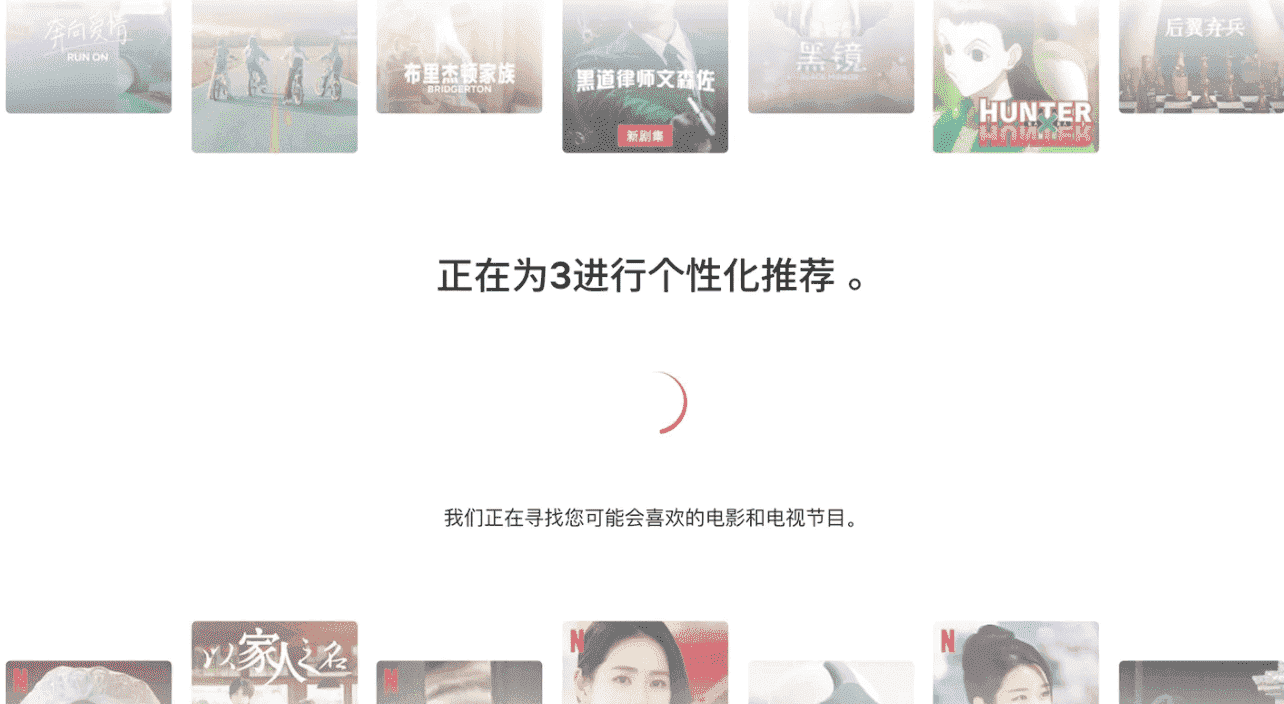 奔向爱情
RUN ON
布里杰顿家族
BRIDGERTON
黑道律师文森佐
新剧集
黑镜
BLACK MIRROR
HUNTER
X
HUNTER
后翼弃兵
正在为3进行个性化推荐 。
我们正在寻找您可能会喜欢的电影和电视节目。
N
以家人之名
N
N
N